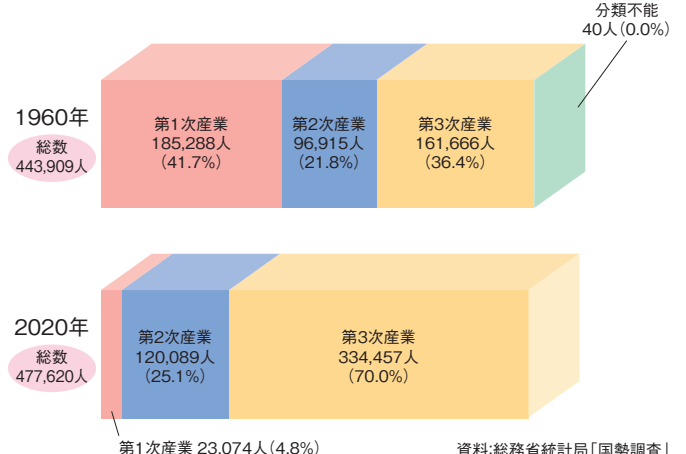 分類不能
40人(0.0%)
1960年
総数
443,909人
第1次産業
185,288人
(41.7%)
第2次産業
96,915人
(21.8%)
第3次産業
161,666人
(36.4%)
2020年
総数
477,620人
第2次産業
120,089人
(25.1%)
第3次産業
334,457人
(70.0%)
第1次産業 23,074人(4.8%)
資料:総務省統計局「国勢調査」